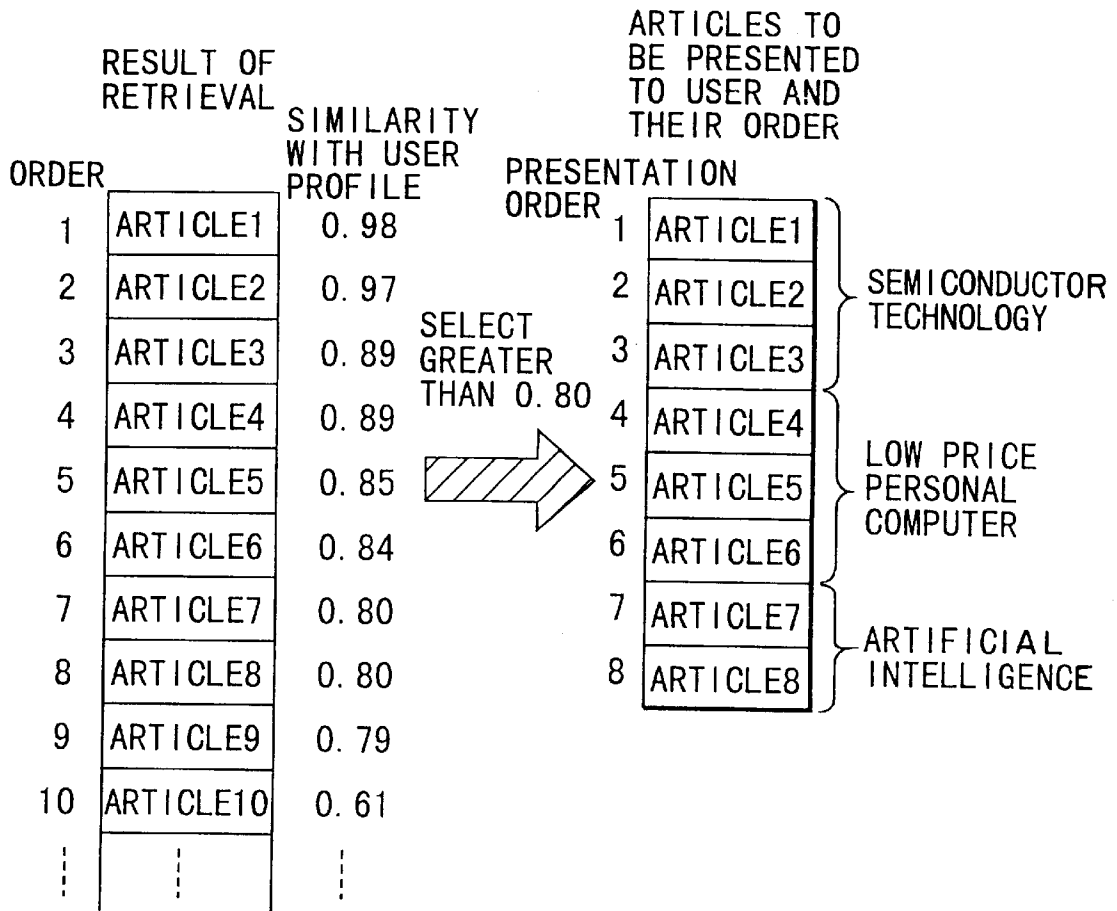 RESULT OF
RETRIEVAL
SIMILARITY
WITH USER
PROFILE
ORDER
1 ARTICLE1 0.98
2 ARTICLE2 0.97
3 ARTICLE3 0.89
4 ARTICLE4 0.89
5 ARTICLE5 0.85
6 ARTICLE6 0.84
7 ARTICLE7 0.80
8 ARTICLE8 0.80
9 ARTICLE9 0.79
10 ARTICLE10 0.61
SELECT
GREATER
THAN 0.80
ARTICLES TO
BE PRESENTED
TO USER AND
THEIR ORDER
PRESENTATION
ORDER
1 ARTICLE1
2 ARTICLE2
3 ARTICLE3
4 ARTICLE4
5 ARTICLE5
6 ARTICLE6
7 ARTICLE7
8 ARTICLE8
SEMICONDUCTOR
TECHNOLOGY
LOW PRICE
PERSONAL
COMPUTER
ARTIFICIAL
INTELLIGENCE